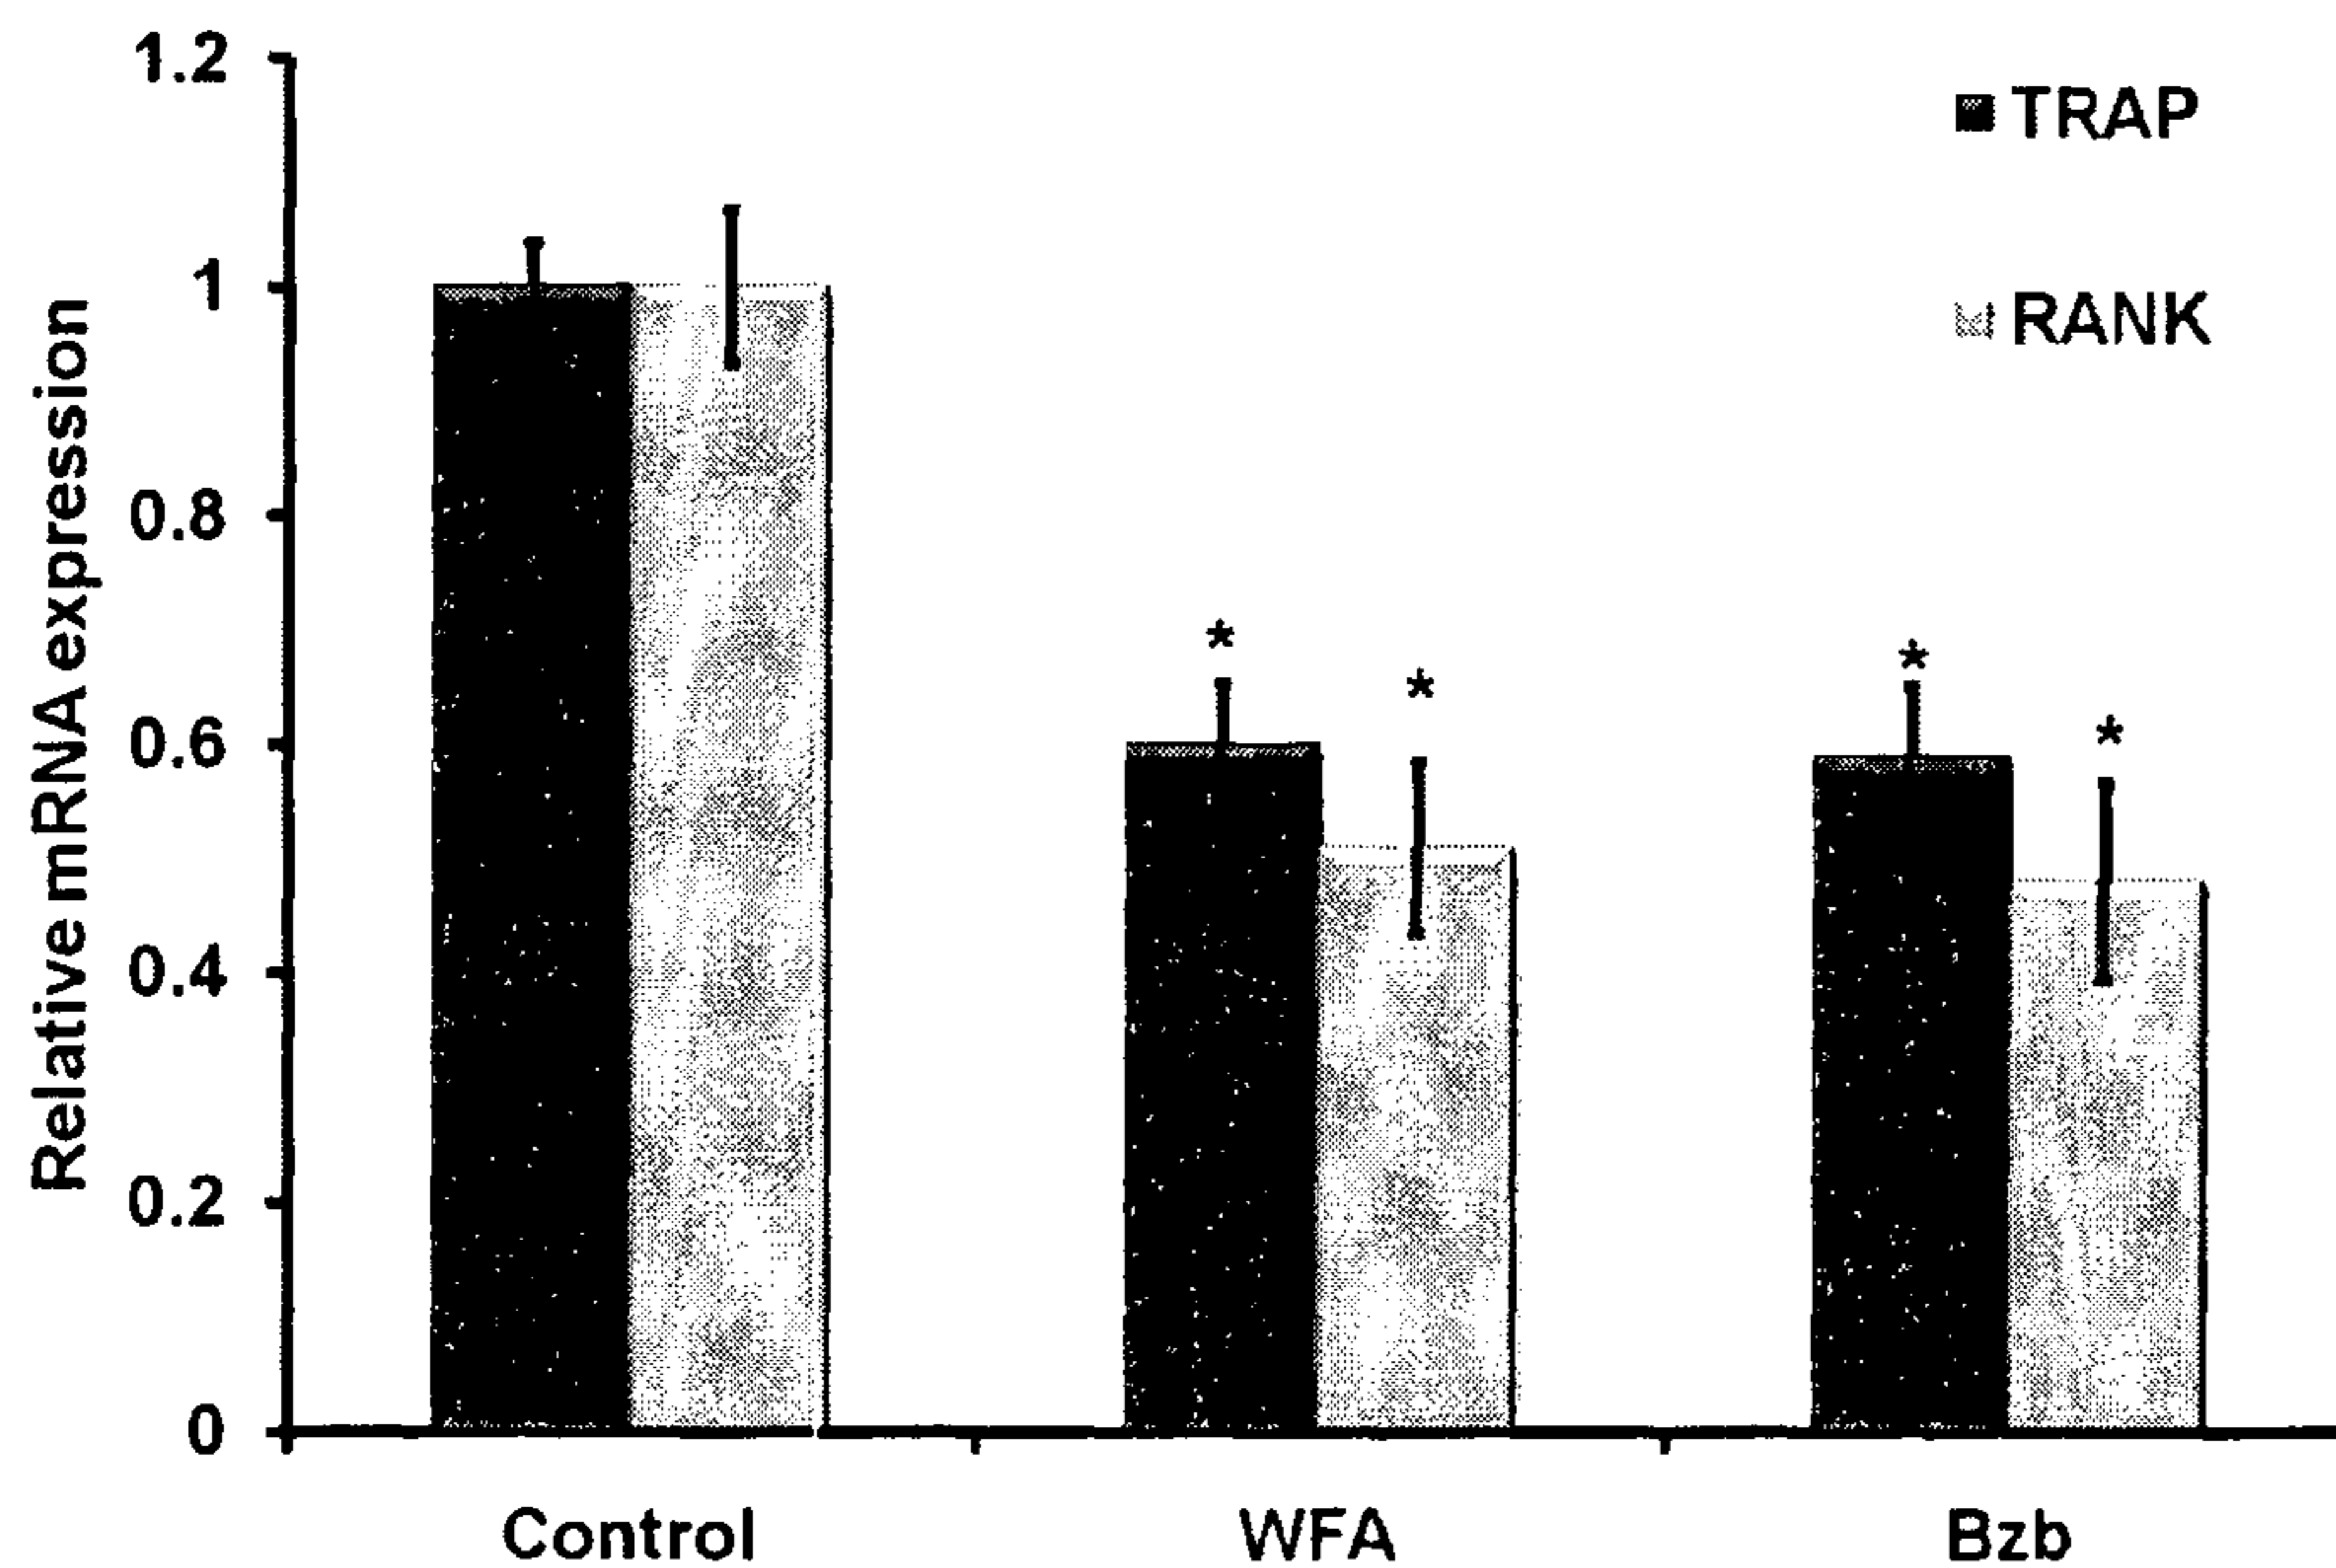 Relative mRNA expression
1.2
1
0.8
0.6
0.4
0.2
0
TRAP
RANK
*
*
*
*
Control
WFA
Bzb